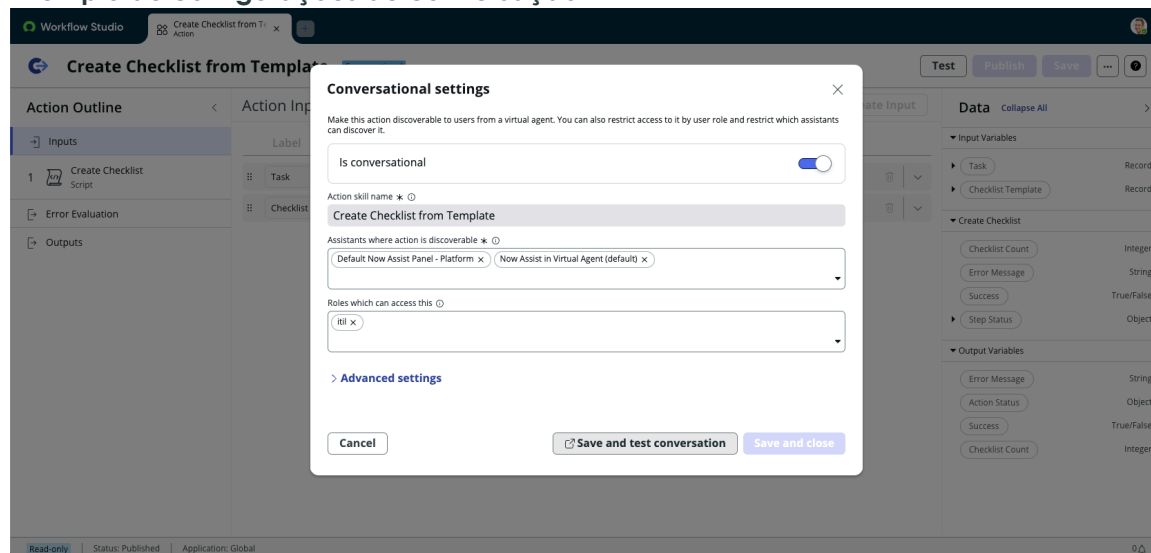 Workflow Studio
Create Checklist from Te
Action
Create Checklist from Template
Test
Publish
Save
Action Outline
Action Inp
ate Input
Data
Collapse All
Inputs
Label
1
Create Checklist
Script
Error Evaluation
Outputs
Task
Checklist
Conversational settings
Make this action discoverable to users from a virtual agent. You can also restrict access to it by user role and restrict which assistants
can discover it.
Is conversational
Action skill name *
Create Checklist from Template
Assistants where action is discoverable *
Default Now Assist Panel - Platform ×
Now Assist in Virtual Agent (default) ×
Roles which can access this
itil ×
> Advanced settings
Cancel
Save and test conversation
Save and close
Input Variables
Task Record
Checklist Template Record
Create Checklist
Checklist Count Integer
Error Message String
Success True/False
Step Status Object
Output Variables
Error Message String
Action Status Object
Success True/False
Checklist Count Integer
Read-only
Status: Published
Application: Global
0